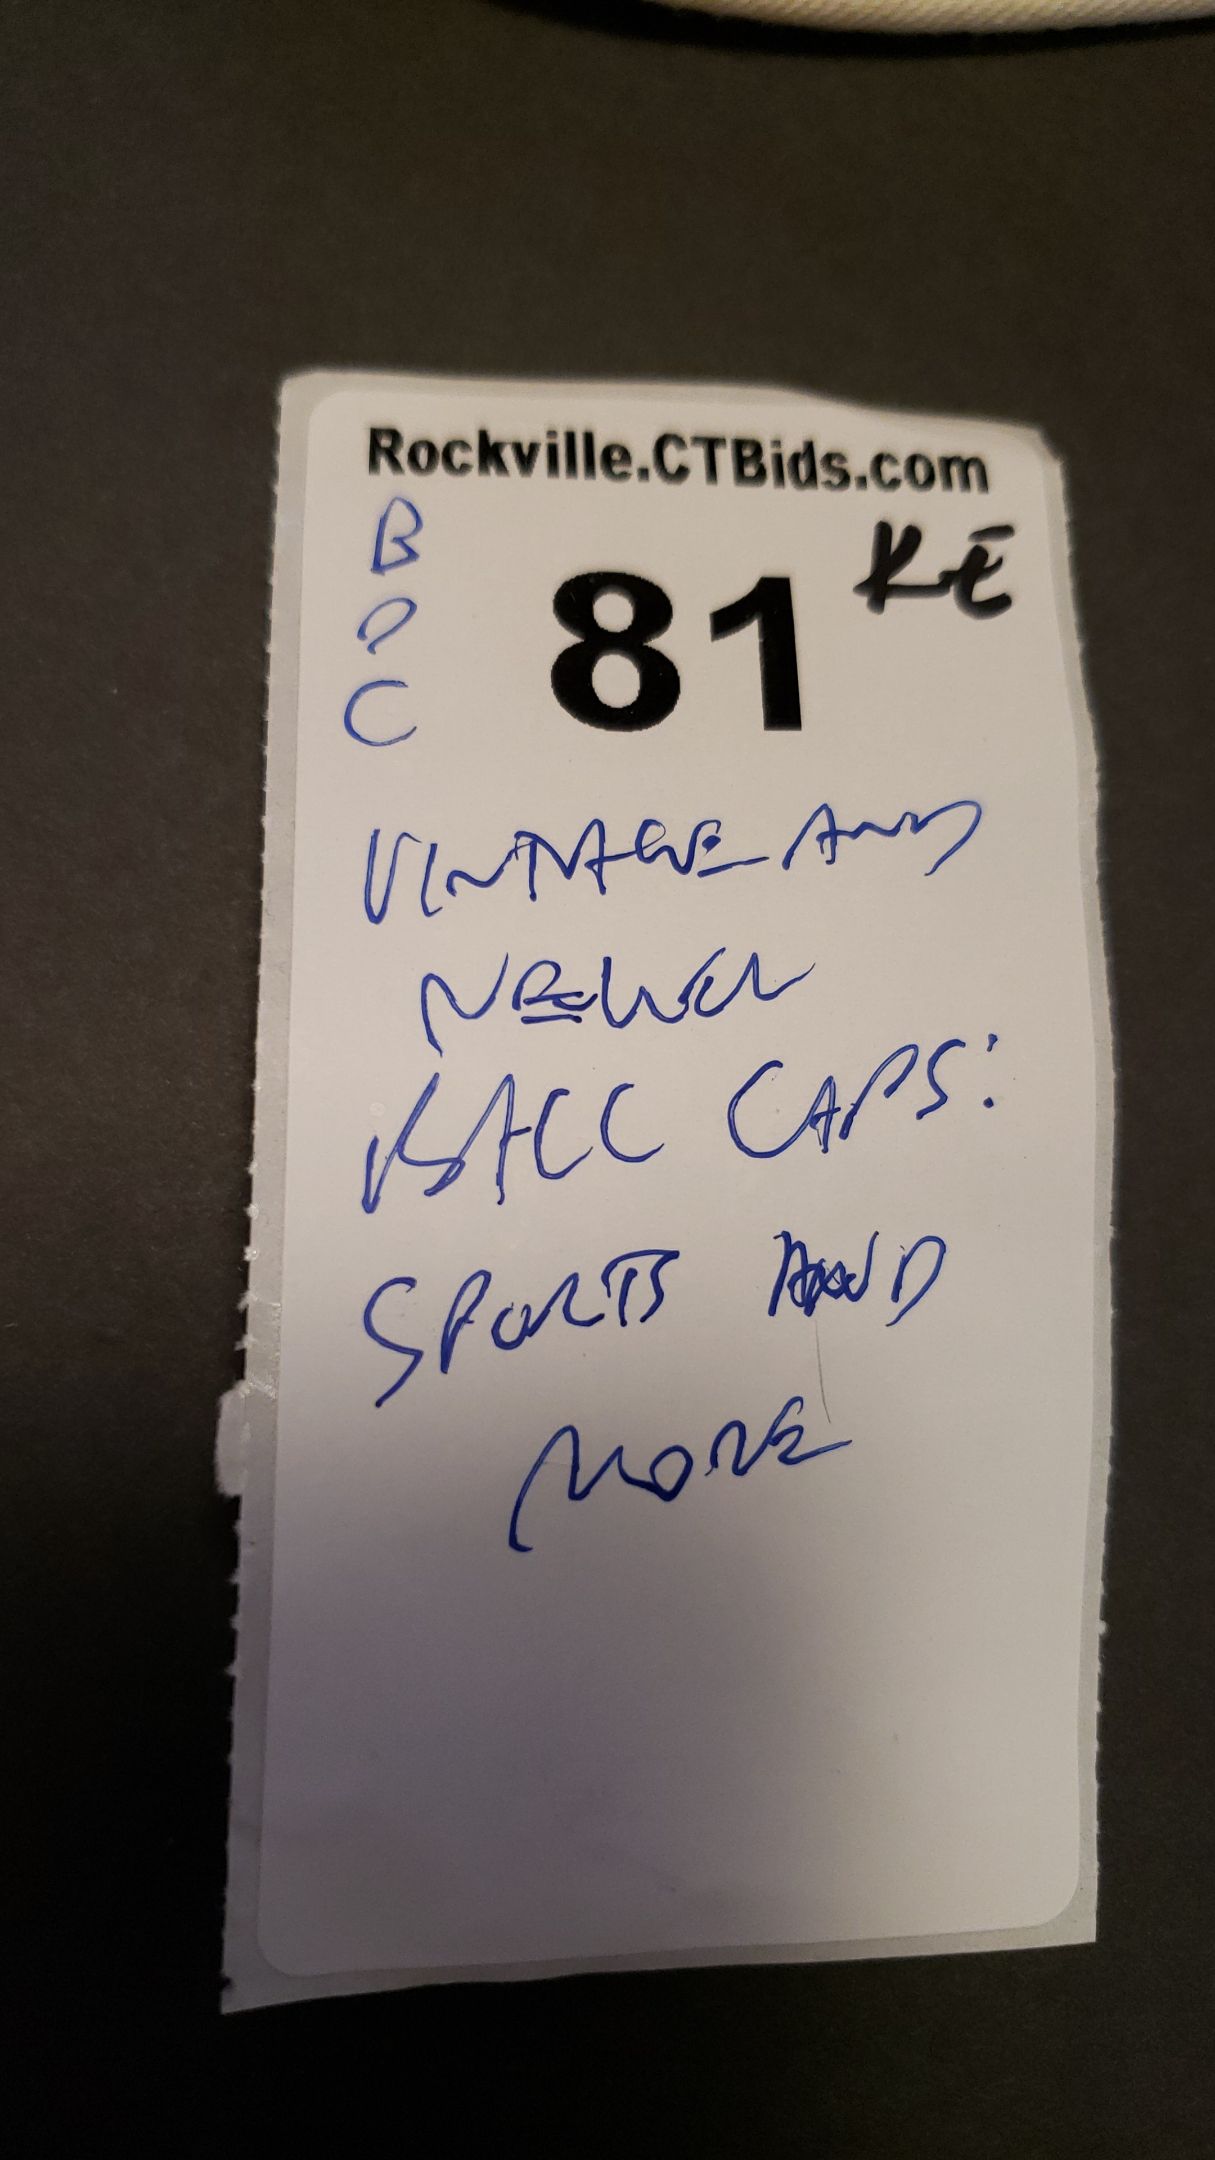 Rockville.CTBids.com
B
81 KE
C
VINTAGE AND
NEWER
BALL CAPS:
SPORTS AND
MORE